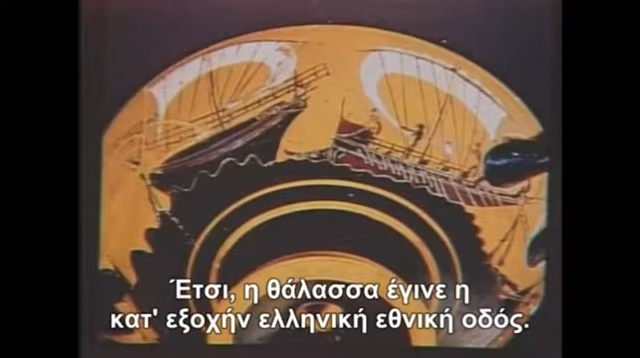 Έτσι, η θάλασσα έγινε η
κατ' εξοχήν ελληνική εθνική οδός.